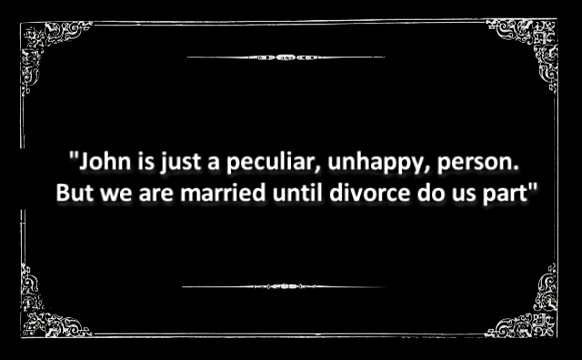 "John is just a peculiar, unhappy, person.
But we are married until divorce do us part"